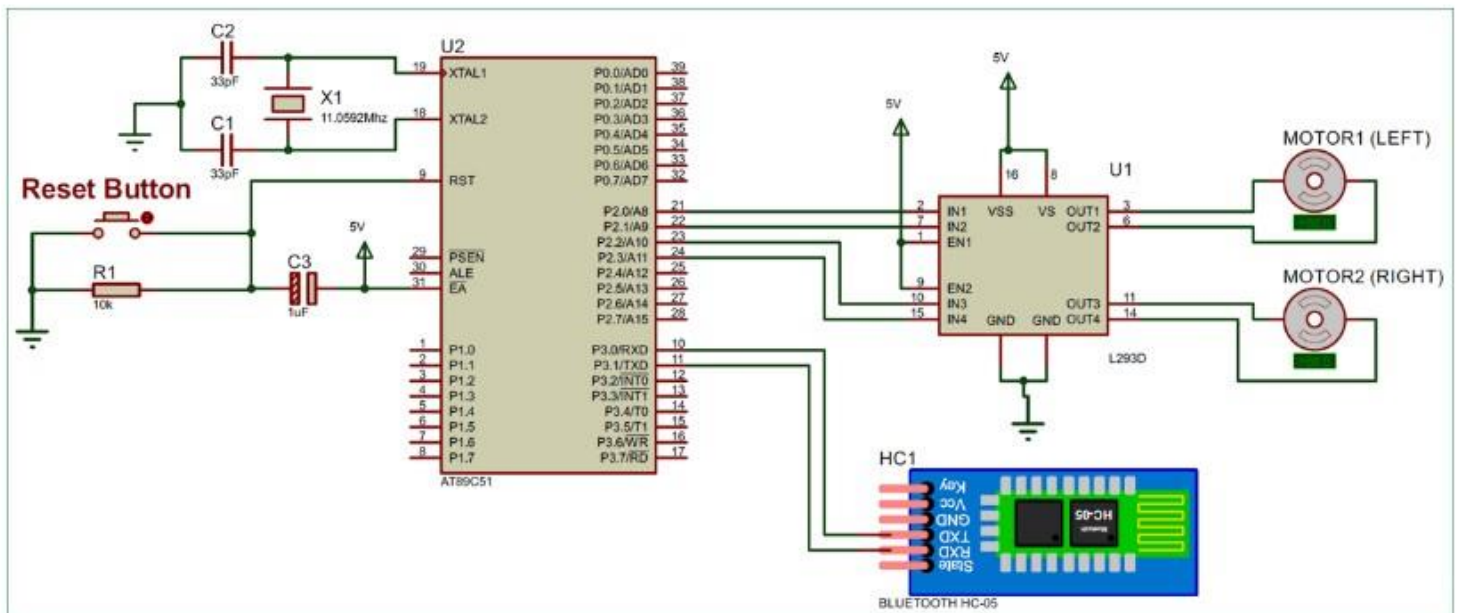 C2
33pF
X1
11.0592Mhz
C1
33pF
Reset Button
R1
10k
C3
1uF
5V
U2
19 XTAL1
18 XTAL2
9 RST
29 PSEN
30 ALE
31 EA
1 P1.0
2 P1.1
3 P1.2
4 P1.3
5 P1.4
6 P1.5
7 P1.6
8 P1.7
P0.0/AD0 39
P0.1/AD1 38
P0.2/AD2 37
P0.3/AD3 36
P0.4/AD4 35
P0.5/AD5 34
P0.6/AD6 33
P0.7/AD7 32
P2.0/A8 21
P2.1/A9 22
P2.2/A10 23
P2.3/A11 24
P2.4/A12 25
P2.5/A13 26
P2.6/A14 27
P2.7/A15 28
P3.0/RXD 10
P3.1/TXD 11
P3.2/INT0 12
P3.3/INT1 13
P3.4/T0 14
P3.5/T1 15
P3.6/WR 16
P3.7/RD 17
AT89C51
5V
5V
U1
16 8
VSS VS
2 IN1
7 IN2
1 EN1
9 EN2
10 IN3
15 IN4
OUT1 3
OUT2 6
OUT3 11
OUT4 14
GND GND
L293D
MOTOR1 (LEFT)
MOTOR2 (RIGHT)
HC1
Key
Vcc
GND
TXD
RXD
State
Bluetooth
HC-05
BLUETOOTH HC-05